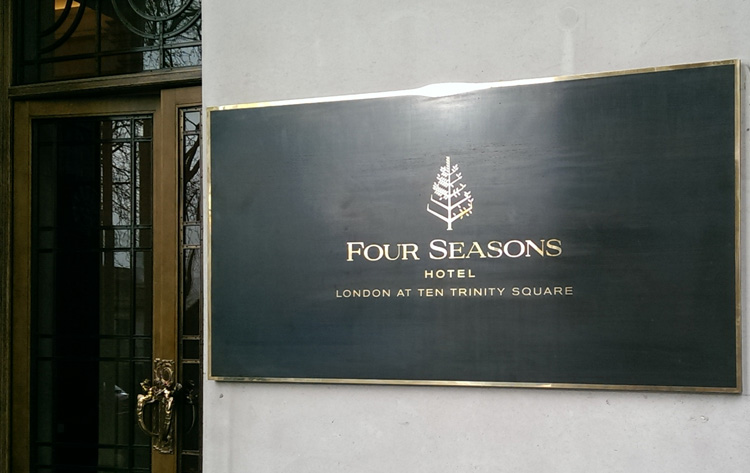 FOUR SEASONS
HOTEL
LONDON AT TEN TRINITY SQUARE